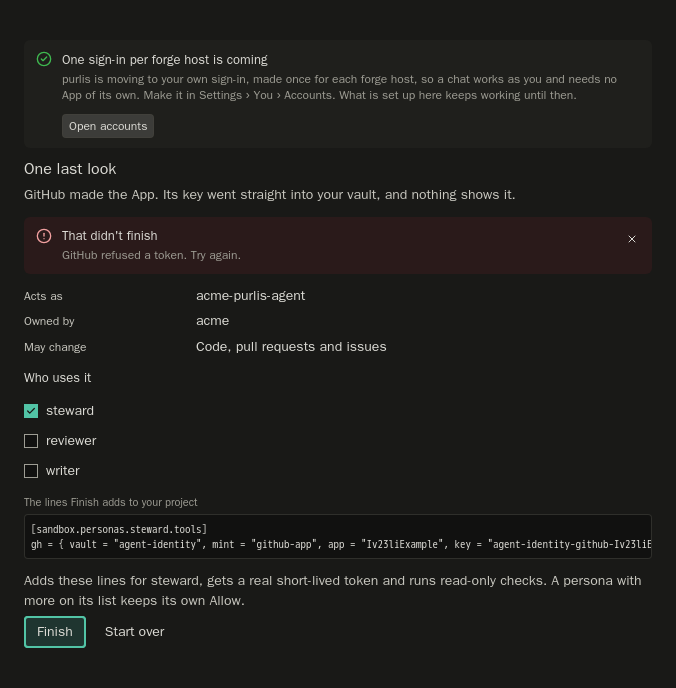 One sign-in per forge host is coming
purlis is moving to your own sign-in, made once for each forge host, so a chat works as you and needs no
App of its own. Make it in Settings › You › Accounts. What is set up here keeps working until then.
Open accounts
One last look
GitHub made the App. Its key went straight into your vault, and nothing shows it.
That didn't finish
GitHub refused a token. Try again.
Acts as acme-purlis-agent
Owned by acme
May change Code, pull requests and issues
Who uses it
steward
reviewer
writer
The lines Finish adds to your project
[sandbox.personas.steward.tools]
gh = { vault = "agent-identity", mint = "github-app", app = "Iv23liExample", key = "agent-identity-github-Iv23liE
Adds these lines for steward, gets a real short-lived token and runs read-only checks. A persona with
more on its list keeps its own Allow.
Finish Start over